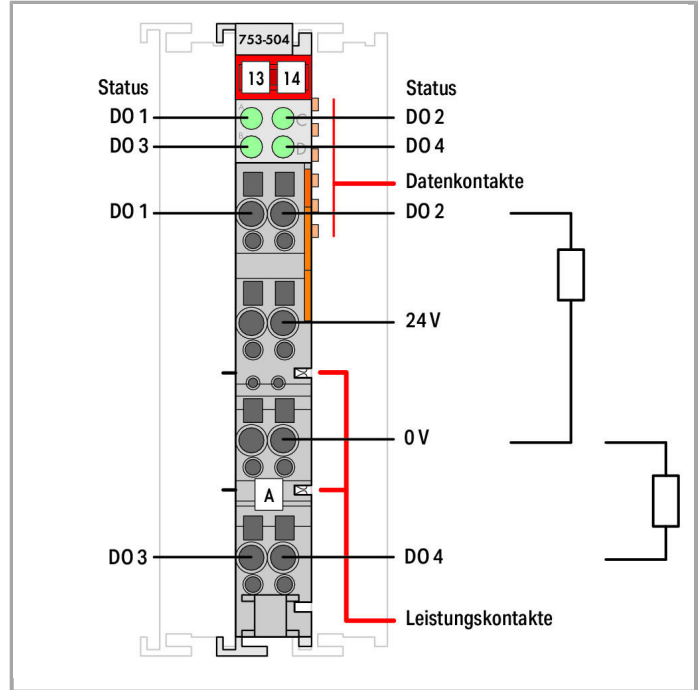 753-504
13 14
Status Status
DO 1 A C DO 2
DO 3 B D DO 4
Datenkontakte
DO 1 DO 2
24 V
0 V
A
DO 3 DO 4
Leistungskontakte